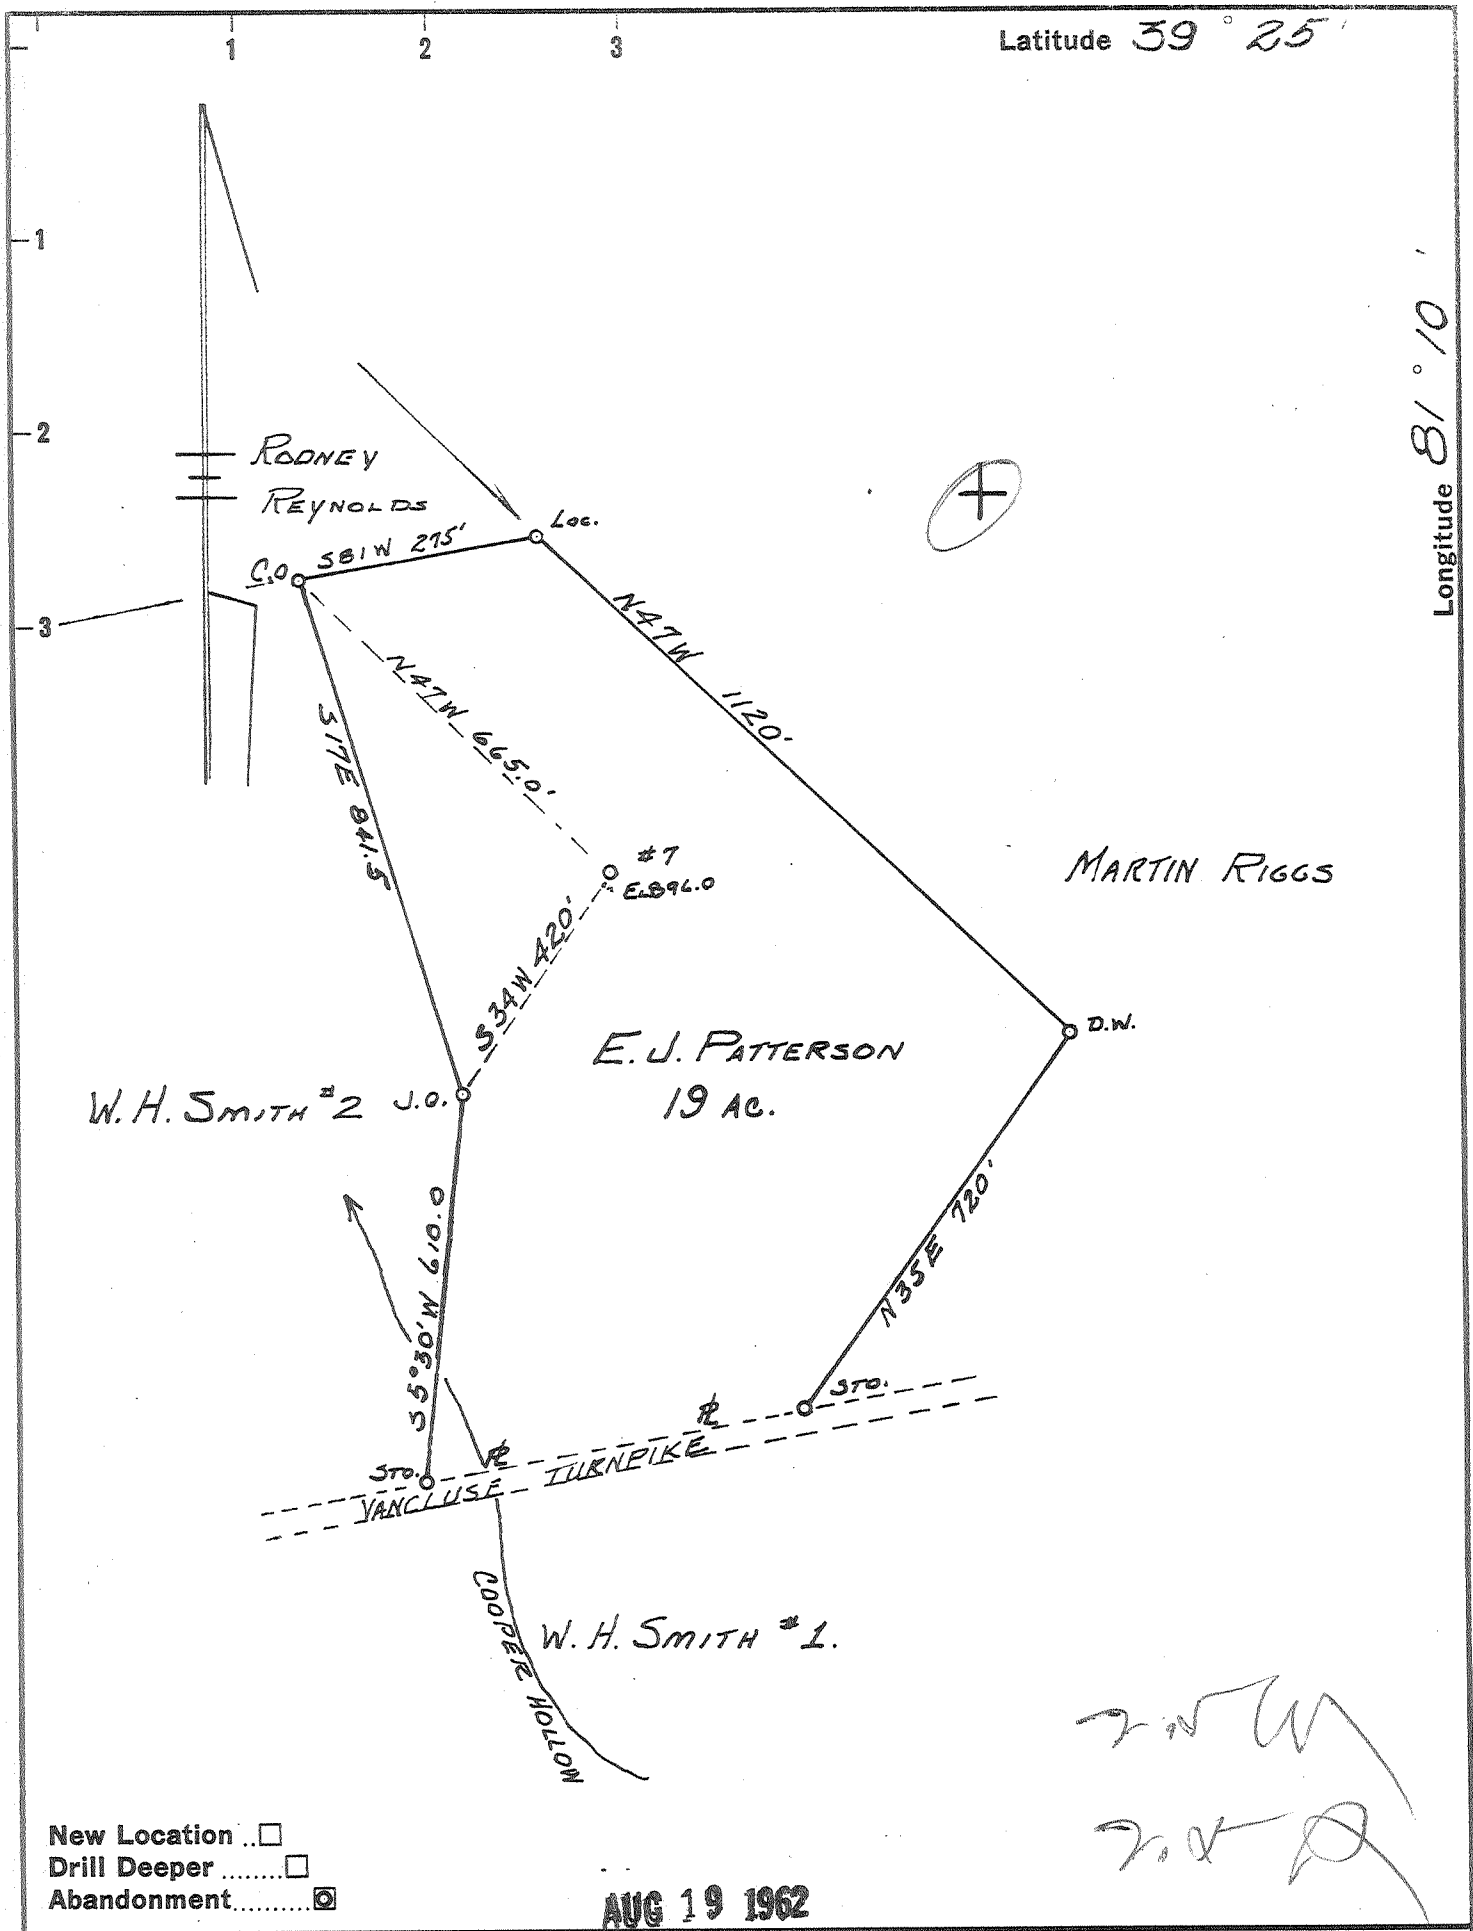 1 2 3
Latitude 39° 25'
1
2
3
Longitude 81° 10'
RODNEY
REYNOLDS
Loc.
S81W 275'
C.O
N47W 1120'
N47W 665.0'
S17E 841.5
#7
EL896.0
MARTIN RIGGS
S34W 420'
D.W.
E.J. PATTERSON
19 AC.
W.H. SMITH #2
J.O.
N35E 720'
S5°30'W 610.0
STO.
PL
PL
STO.
VANCLUSE TURNPIKE
COOPER HOLLOW
W.H. SMITH #1.
New Location ..
Drill Deeper ........
Abandonment..........
AUG 19 1962